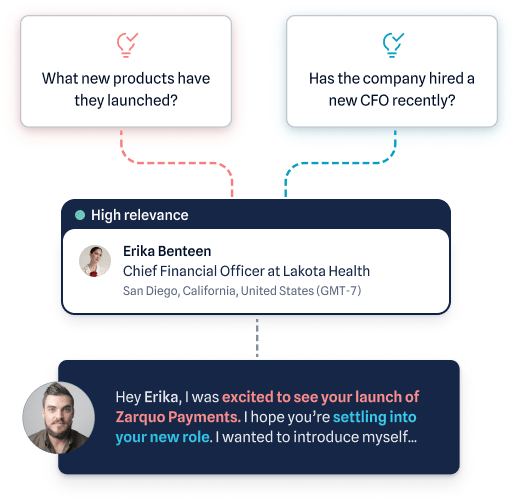 What new products have
they launched?
Has the company hired a
new CFO recently?
High relevance
Erika Benteen
Chief Financial Officer at Lakota Health
San Diego, California, United States (GMT-7)
Hey Erika, I was excited to see your launch of
Zarquo Payments. I hope you're settling into
your new role. I wanted to introduce myself...